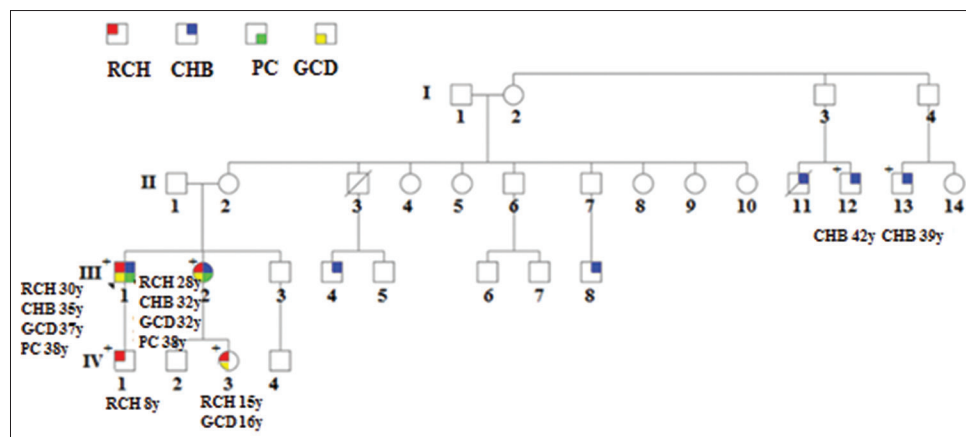 RCH CHB PC GCD
I
1 2 3 4
II
1 2 3 4 5 6 7 8 9 10 11 12 13 14
CHB 42y CHB 39y
III
1 2 3 4 5 6 7 8
RCH 30y
CHB 35y
GCD 37y
PC 38y
RCH 28y
CHB 32y
GCD 32y
PC 38y
IV
1 2 3 4
RCH 8y
RCH 15y
GCD 16y